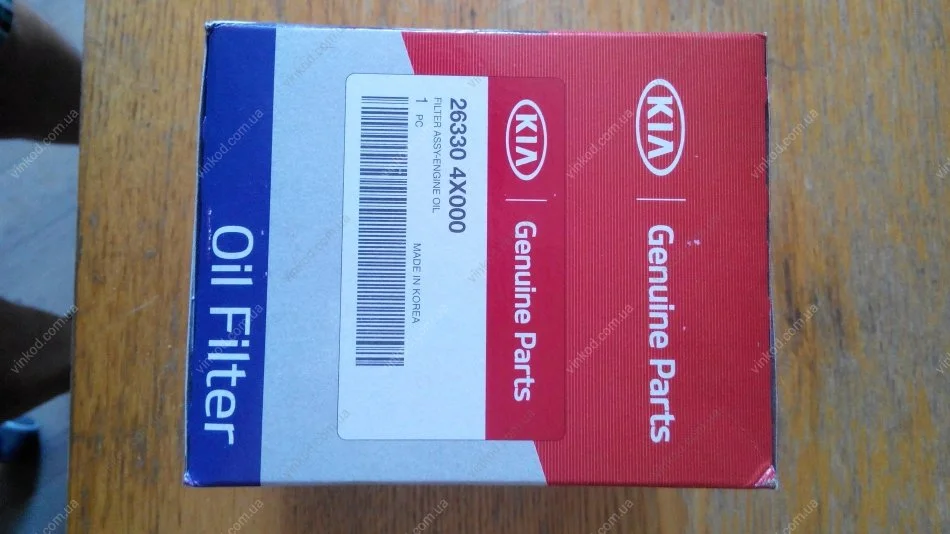 KIA | Genuine Parts
KIA | Genuine Parts
26330 4X000
FILTER ASSY-ENGINE OIL
1 PC
MADE IN KOREA
Oil Filter
vinkod.com.ua